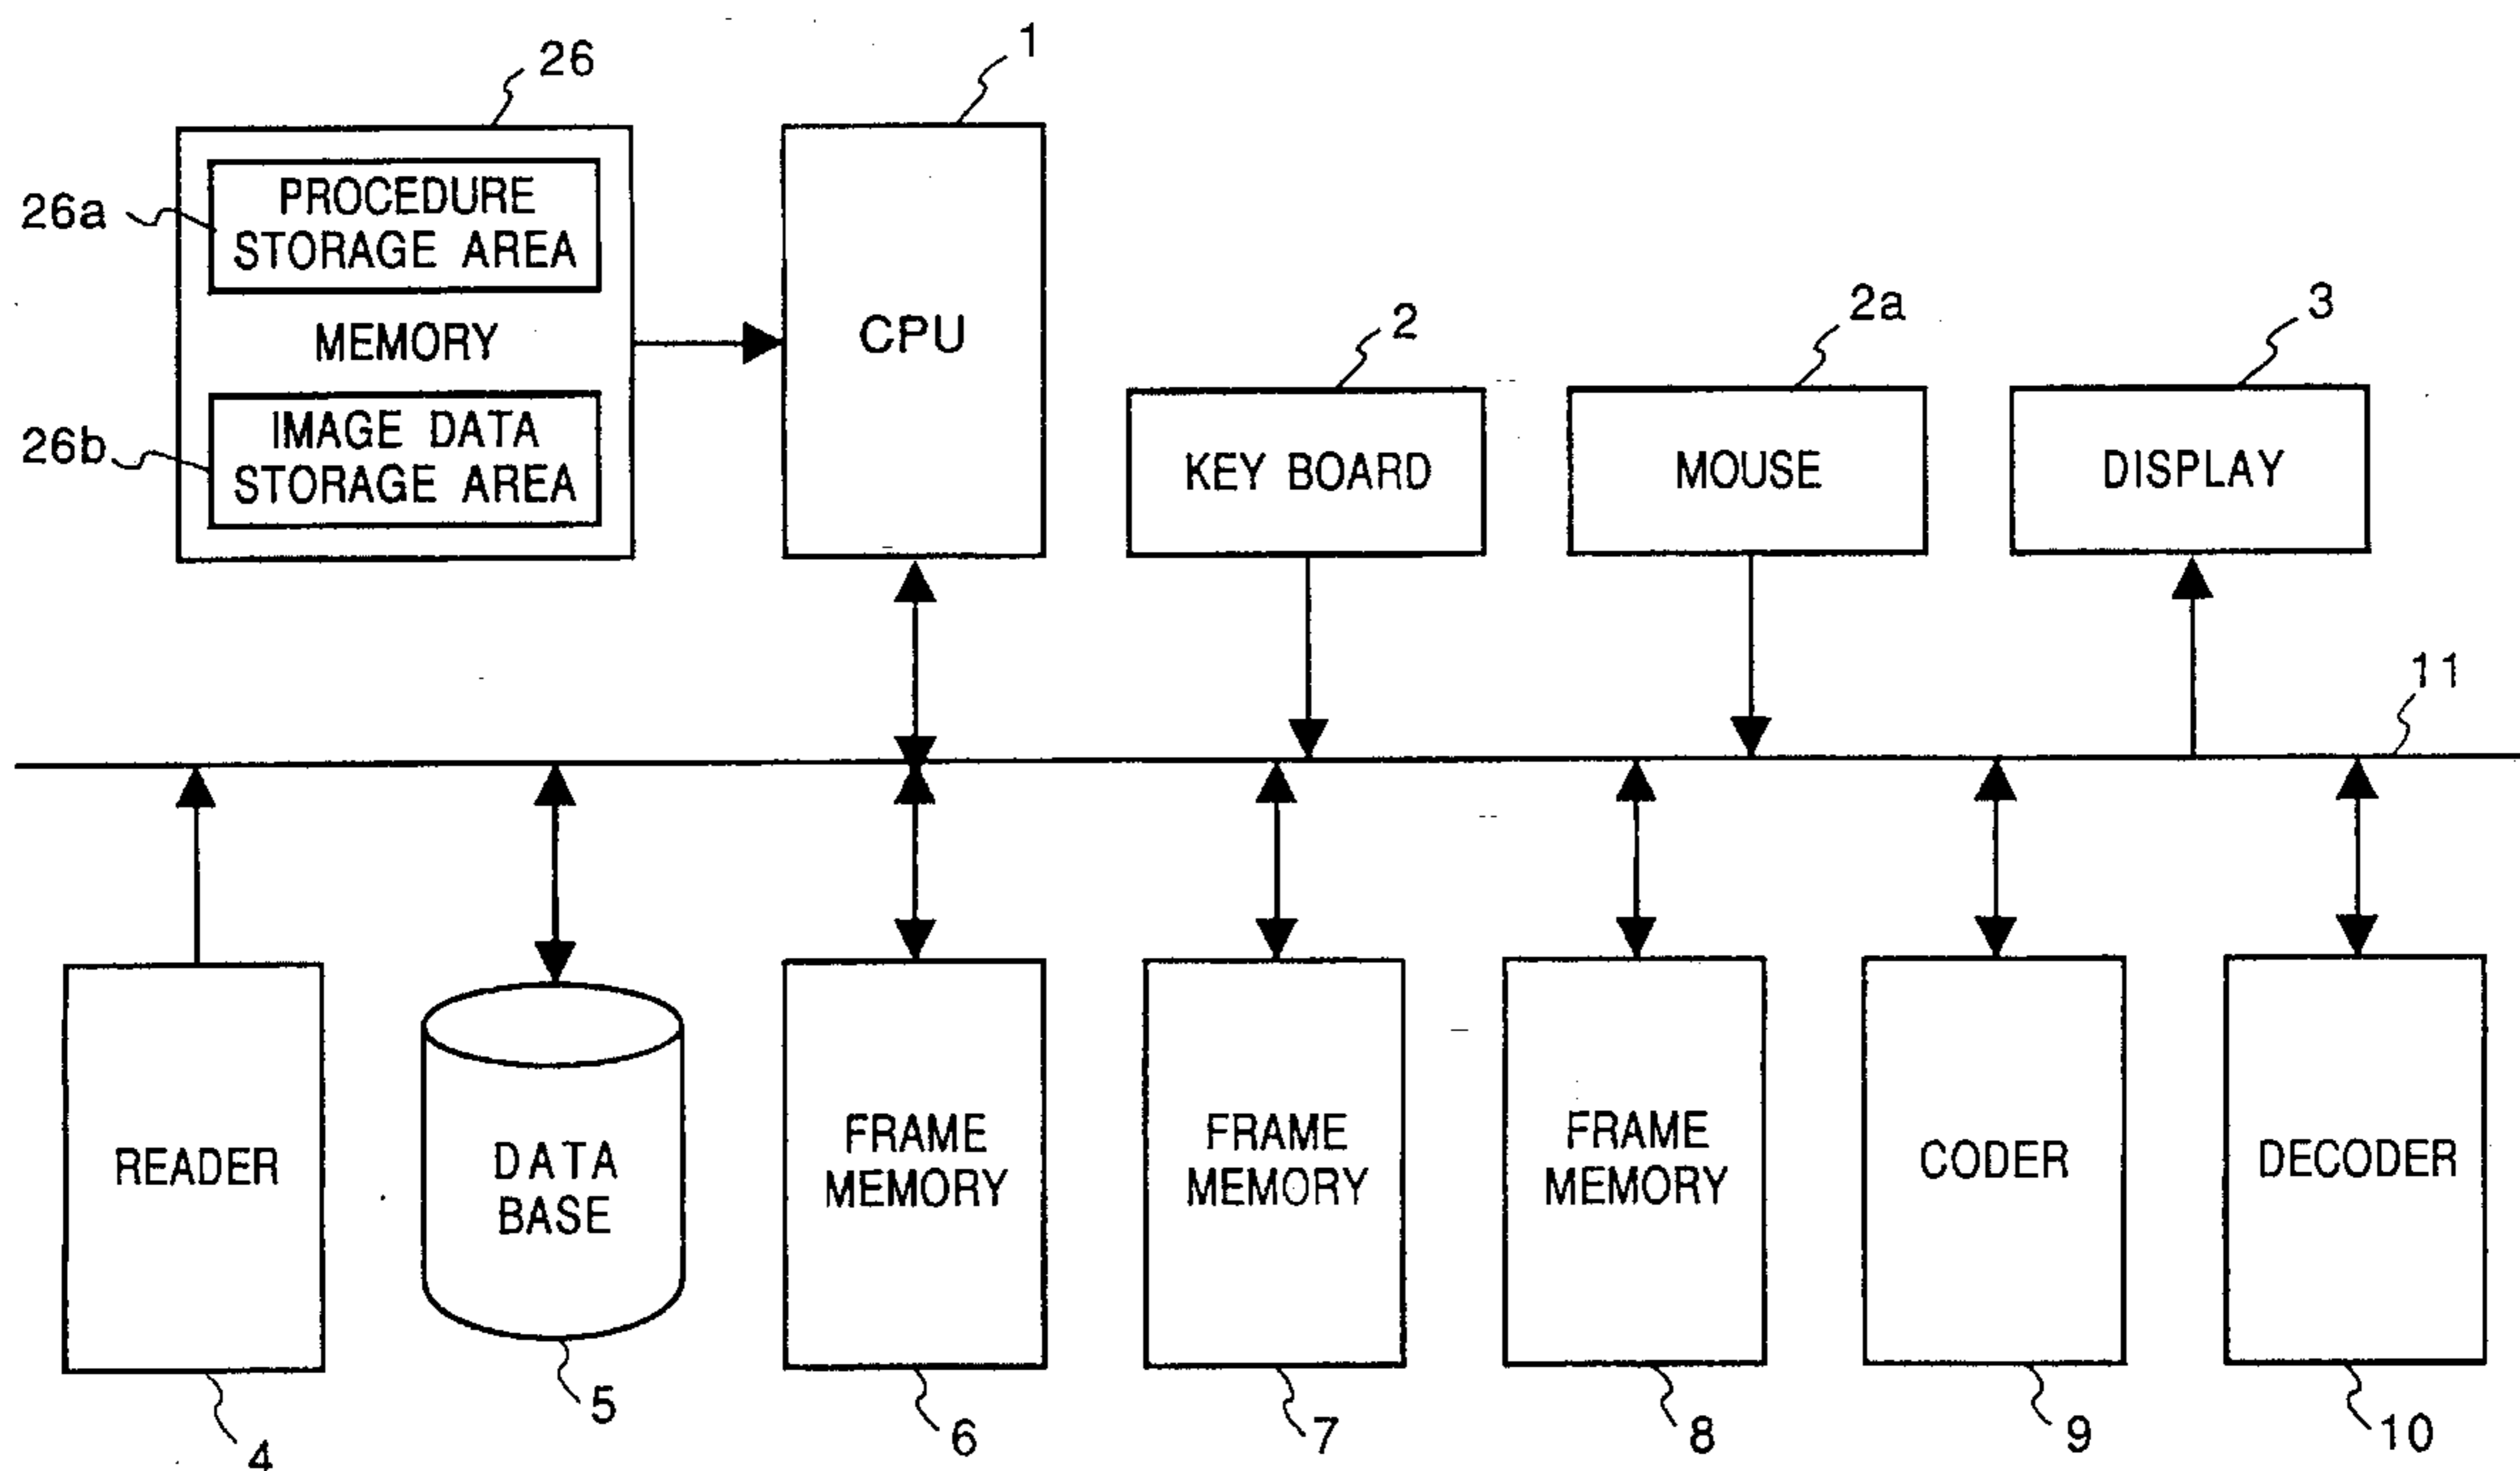 26
1
26a
PROCEDURE
STORAGE AREA
MEMORY
CPU
26b
IMAGE DATA
STORAGE AREA
2
2a
3
KEY BOARD
MOUSE
DISPLAY
11
READER
DATA
BASE
FRAME
MEMORY
FRAME
MEMORY
FRAME
MEMORY
CODER
DECODER
4
5
6
7
8
9
10